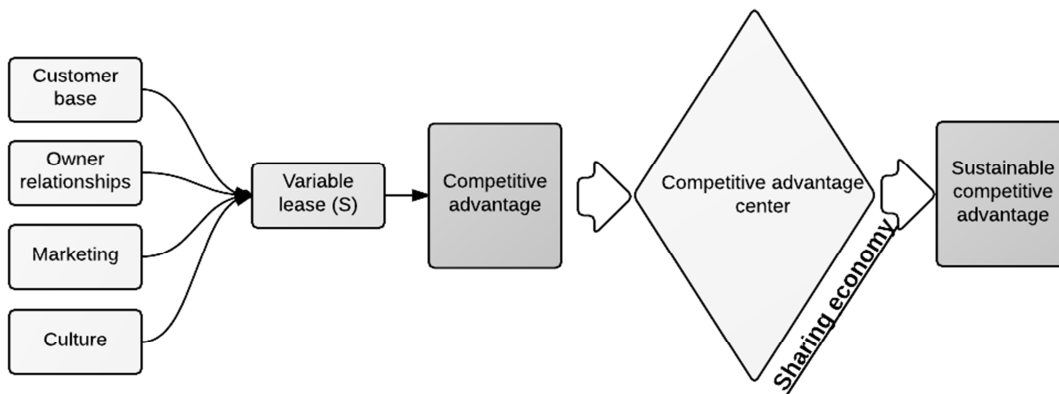 Customer
base
Owner
relationships
Marketing
Culture
Variable
lease (S)
Competitive
advantage
Competitive advantage
center
Sharing economy
Sustainable
competitive
advantage